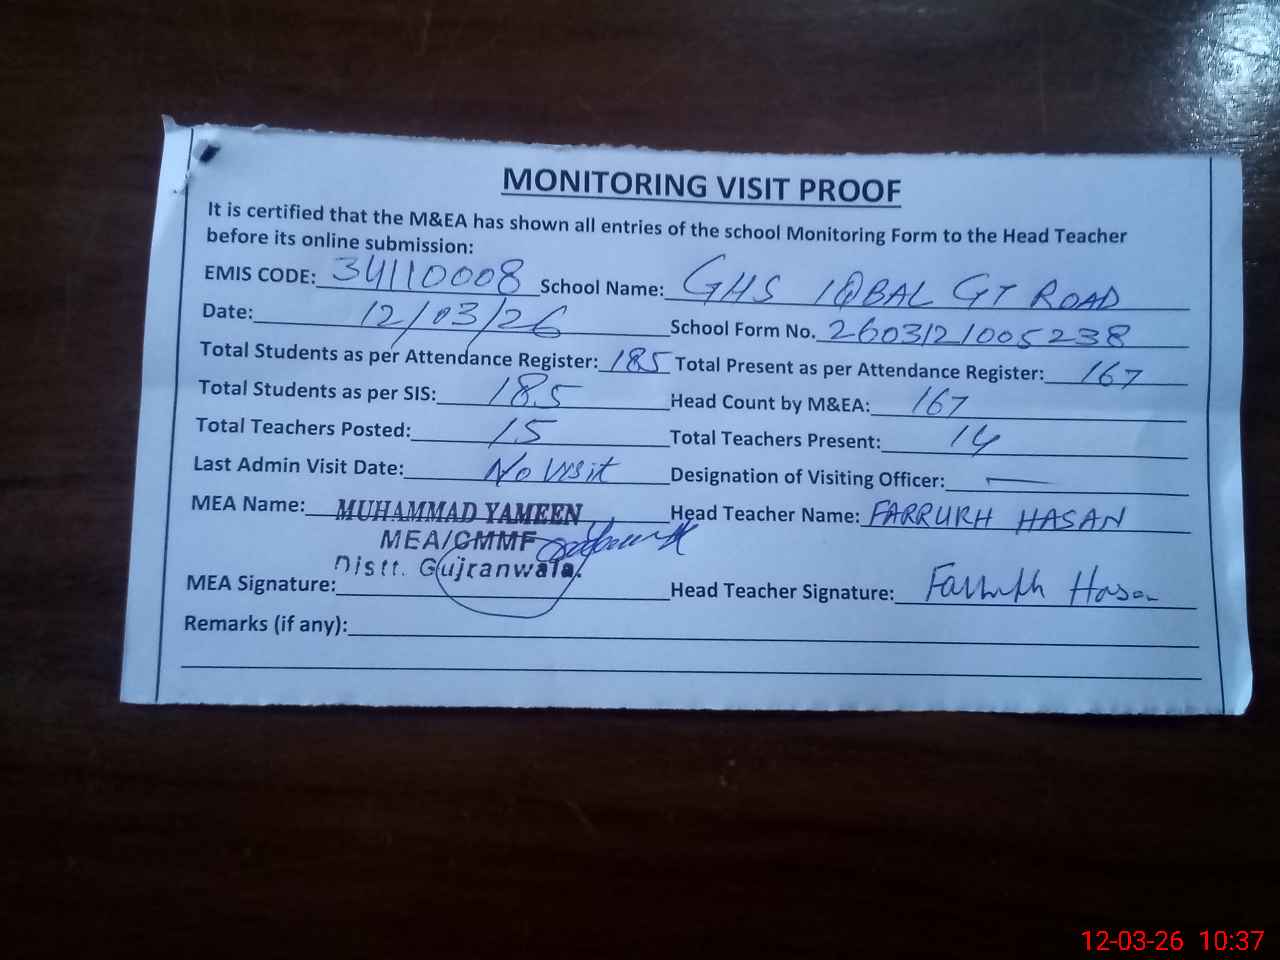 MONITORING VISIT PROOF
It is certified that the M&EA has shown all entries of the school Monitoring Form to the Head Teacher
before its online submission:
EMIS CODE: 34110008 School Name: GHS IQBAL GT ROAD
Date: 12/03/26 School Form No. 2603121005238
Total Students as per Attendance Register: 185 Total Present as per Attendance Register: 167
Total Students as per SIS: 185 Head Count by M&EA: 167
Total Teachers Posted: 15 Total Teachers Present: 14
Last Admin Visit Date: No visit Designation of Visiting Officer: —
MEA Name: MUHAMMAD YAMEEN Head Teacher Name: FARRUKH HASAN
MEA/CMMF
Distt. Gujranwala.
MEA Signature: Head Teacher Signature: Farrukh Hasan
Remarks (if any):
12-03-26 10:37